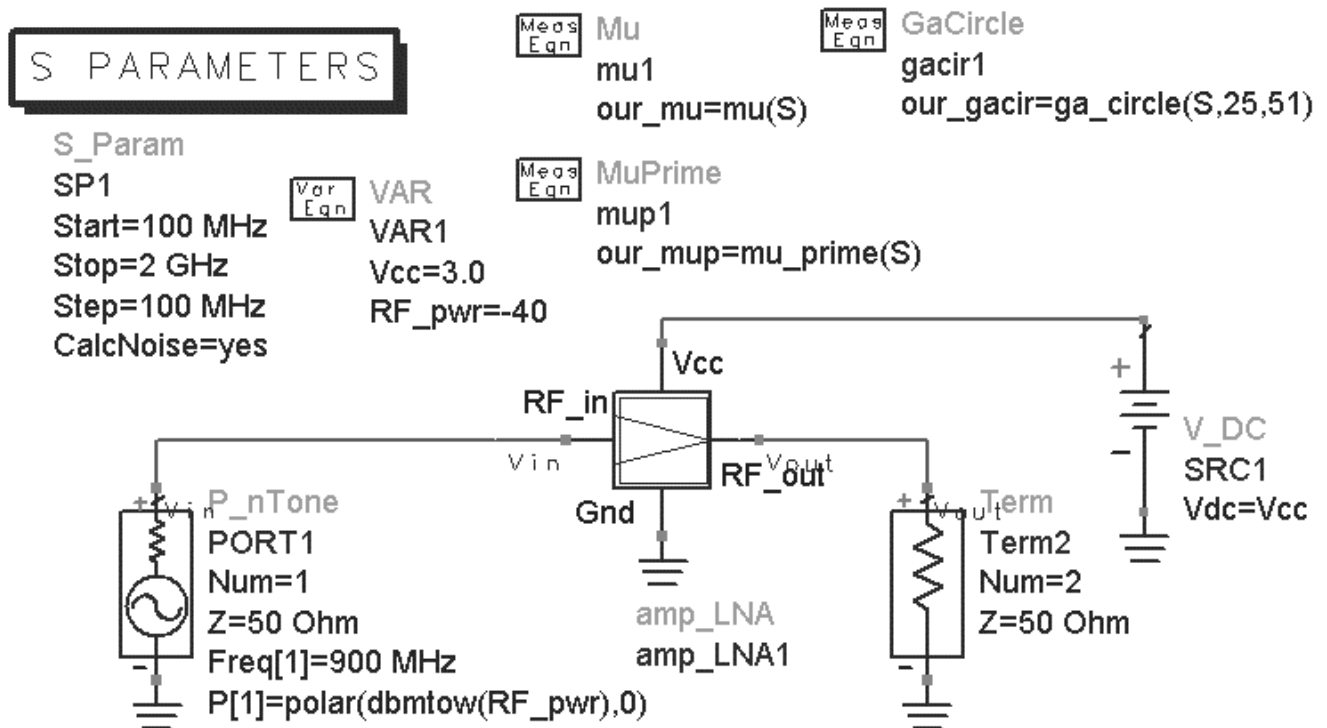 S PARAMETERS
S_Param
SP1
Start=100 MHz
Stop=2 GHz
Step=100 MHz
CalcNoise=yes
Var
Eqn
VAR
VAR1
Vcc=3.0
RF_pwr=-40
Meas
Eqn
Mu
mu1
our_mu=mu(S)
Meas
Eqn
GaCircle
gacir1
our_gacir=ga_circle(S,25,51)
Meas
Eqn
MuPrime
mup1
our_mup=mu_prime(S)
Vcc
RF_in
Vin
Vout
RF_out
Gnd
amp_LNA
amp_LNA1
+
-
V_DC
SRC1
Vdc=Vcc
+
Vin
-
P_nTone
PORT1
Num=1
Z=50 Ohm
Freq[1]=900 MHz
P[1]=polar(dbmtow(RF_pwr),0)
+
Vout
-
Term
Term2
Num=2
Z=50 Ohm